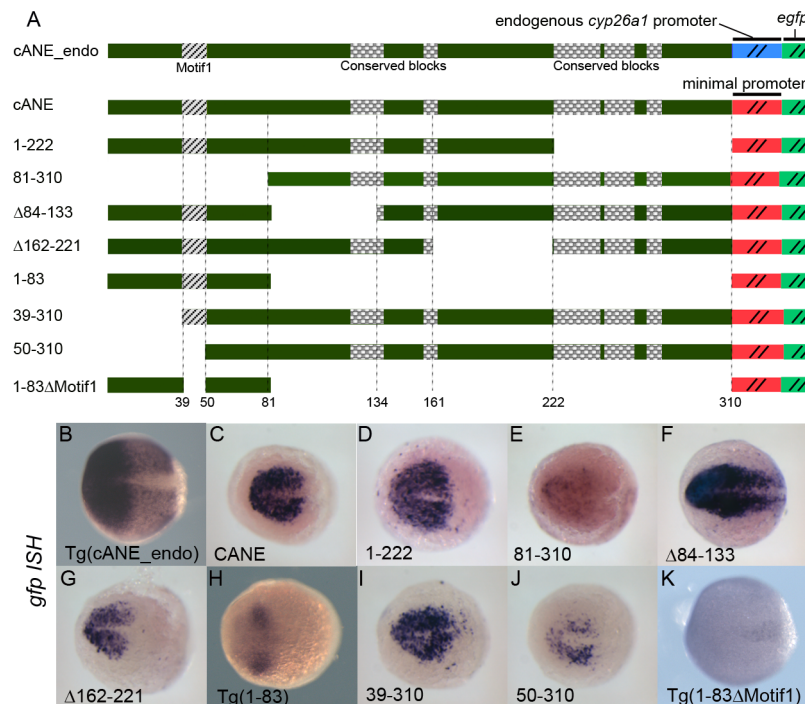 A
endogenous cyp26a1 promoter
egfp
cANE_endo
Motif1
Conserved blocks
Conserved blocks
minimal promoter
cANE
1-222
81-310
Δ84-133
Δ162-221
1-83
39-310
50-310
1-83ΔMotif1
39 50 81 134 161 222 310
gfp ISH
B
Tg(cANE_endo)
C
CANE
D
1-222
E
81-310
F
Δ84-133
G
Δ162-221
H
Tg(1-83)
I
39-310
J
50-310
K
Tg(1-83ΔMotif1)